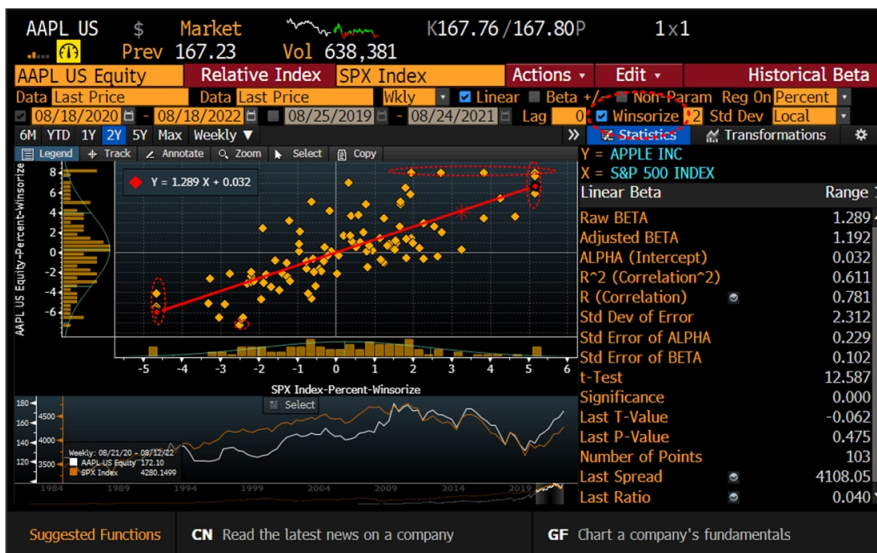 AAPL US $ Market K167.76/167.80P 1x1
Prev 167.23 Vol 638,381
AAPL US Equity Relative Index SPX Index Actions Edit Historical Beta
Data Last Price Data Last Price Wkly Linear Beta +/- Non-Param Reg On Percent
08/18/2020 - 08/18/2022 08/25/2019 - 08/24/2021 Lag 0 Winsorize 2 Std Dev Local
6M YTD 1Y 2Y 5Y Max Weekly ▼ » Statistics Transformations
Legend Track Annotate Zoom Select Copy
Y = APPLE INC
X = S&P 500 INDEX
Linear Beta Range 1
Raw BETA 1.289
Adjusted BETA 1.192
ALPHA (Intercept) 0.032
R^2 (Correlation^2) 0.611
R (Correlation) 0.781
Std Dev of Error 2.312
Std Error of ALPHA 0.229
Std Error of BETA 0.102
t-Test 12.587
Significance 0.000
Last T-Value -0.062
Last P-Value 0.475
Number of Points 103
Last Spread 4108.05
Last Ratio 0.040
Y = 1.289 X + 0.032
AAPL US Equity-Percent-Winsorize
8
6
4
2
0
-2
-4
-6
-5 -4 -3 -2 -1 0 1 2 3 4 5 6
SPX Index-Percent-Winsorize
Select
180
160
140
120
4500
4000
3500
Weekly: 08/21/20 - 08/12/22
AAPL US Equity 172.10
SPX Index 4280.1499
1984 1989 1994 1999 2004 2009 2014 2019
Suggested Functions CN Read the latest news on a company GF Chart a company's fundamentals